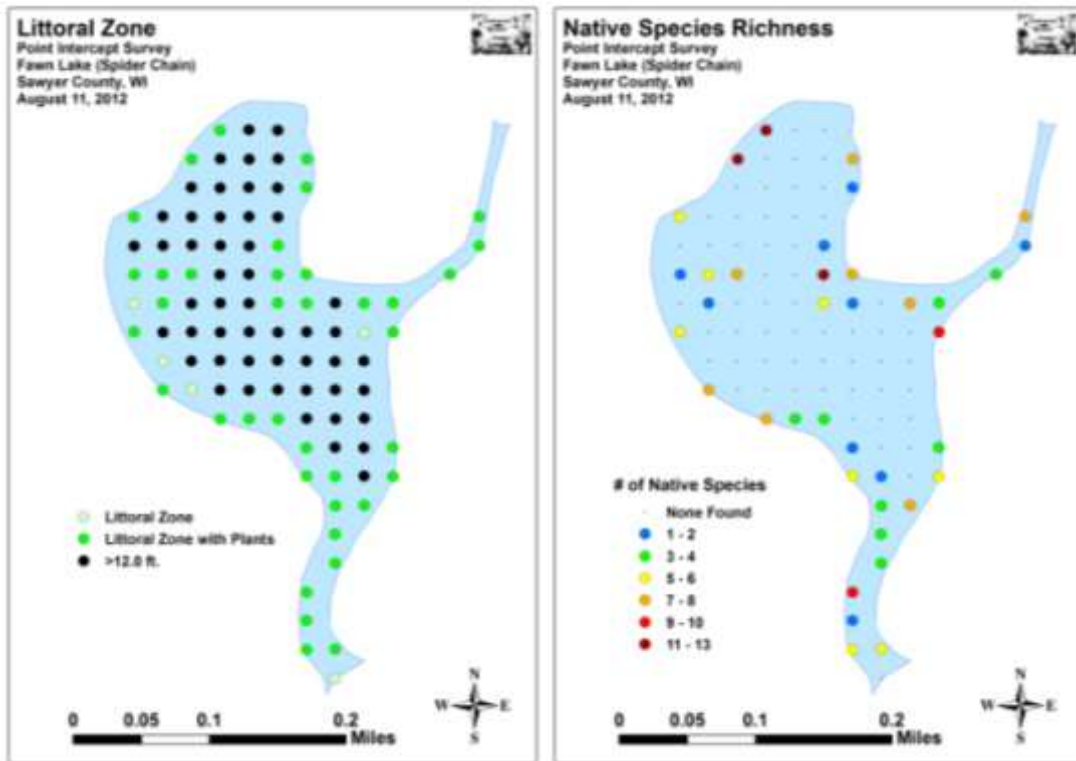 Littoral Zone
Point Intercept Survey
Fawn Lake (Spider Chain)
Sawyer County, WI
August 11, 2012
Littoral Zone
Littoral Zone with Plants
>12.0 ft.
N
W E
S
0 0.05 0.1 0.2
Miles
Native Species Richness
Point Intercept Survey
Fawn Lake (Spider Chain)
Sawyer County, WI
August 11, 2012
# of Native Species
None Found
1 - 2
3 - 4
5 - 6
7 - 8
9 - 10
11 - 13
N
W E
S
0 0.05 0.1 0.2
Miles